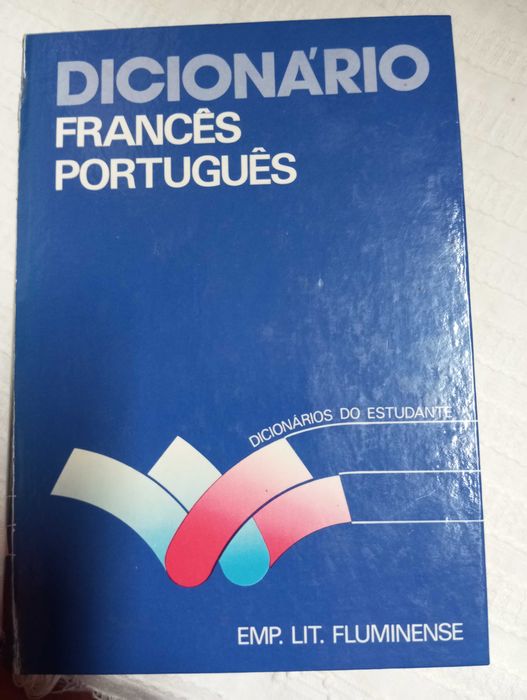 DICIONÁRIO
FRANCÊS
PORTUGUÊS
DICIONÁRIOS DO ESTUDANTE
EMP. LIT. FLUMINENSE